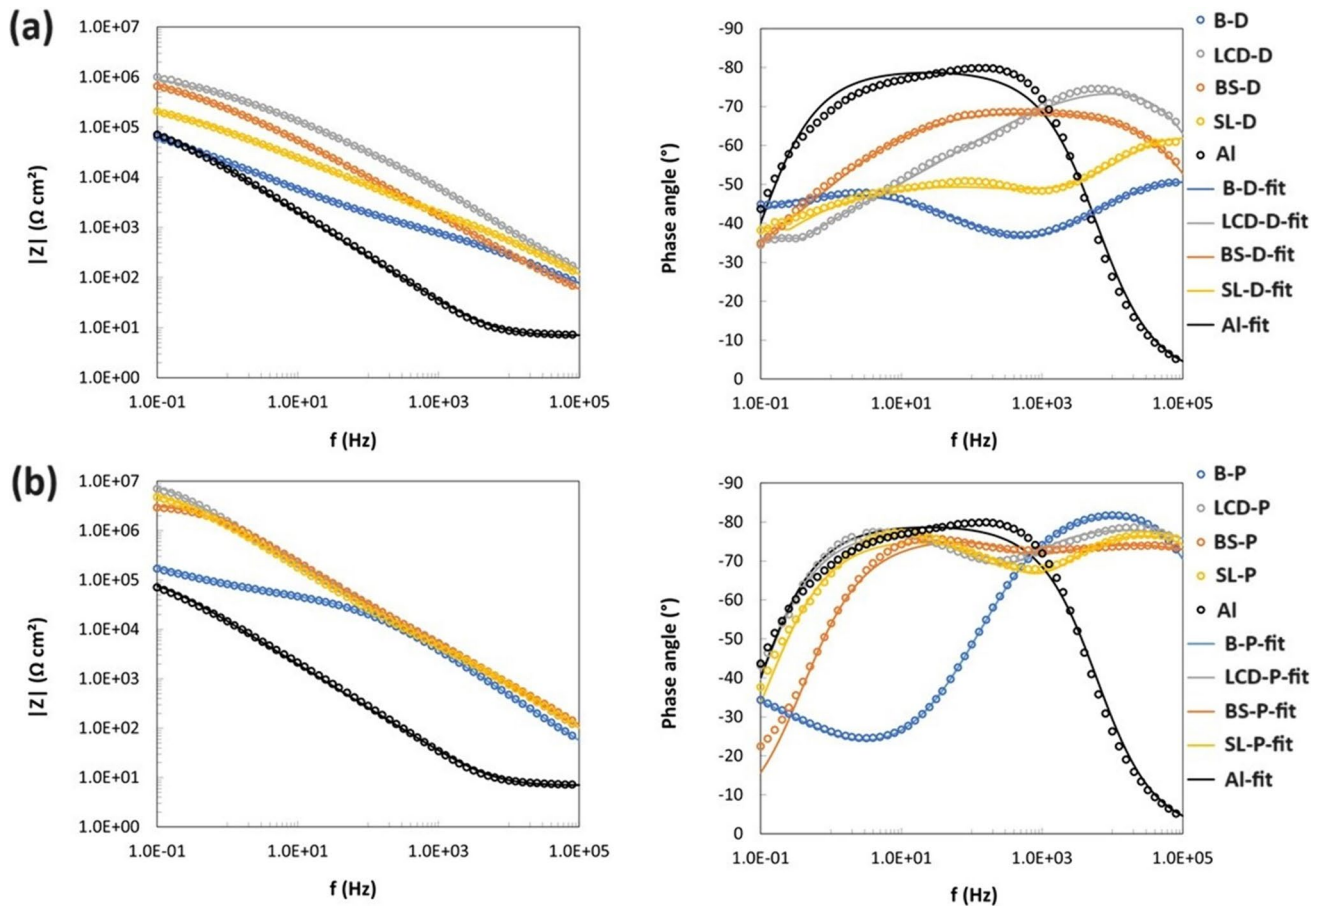 (a)
1.0E+07
1.0E+06
1.0E+05
1.0E+04
1.0E+03
1.0E+02
1.0E+01
1.0E+00
|Z| (Ω cm²)
1.0E-01 1.0E+01 1.0E+03 1.0E+05
f (Hz)
-90
-80
-70
-60
-50
-40
-30
-20
-10
0
Phase angle (°)
1.0E-01 1.0E+01 1.0E+03 1.0E+05
f (Hz)
B-D
LCD-D
BS-D
SL-D
Al
B-D-fit
LCD-D-fit
BS-D-fit
SL-D-fit
Al-fit
(b)
1.0E+07
1.0E+06
1.0E+05
1.0E+04
1.0E+03
1.0E+02
1.0E+01
1.0E+00
|Z| (Ω cm²)
1.0E-01 1.0E+01 1.0E+03 1.0E+05
f (Hz)
-90
-80
-70
-60
-50
-40
-30
-20
-10
0
Phase angle (°)
1.0E-01 1.0E+01 1.0E+03 1.0E+05
f (Hz)
B-P
LCD-P
BS-P
SL-P
Al
B-P-fit
LCD-P-fit
BS-P-fit
SL-P-fit
Al-fit